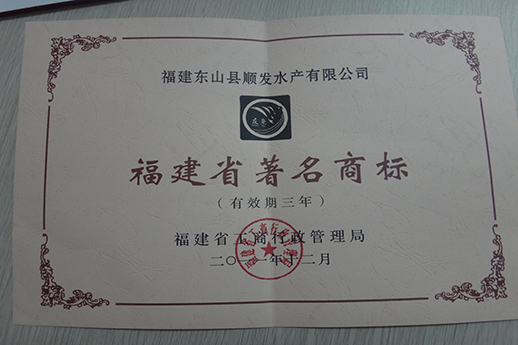 福建东山县顺发水产有限公司
福建省著名商标
（有效期三年）
福建省工商行政管理局
二〇一一年十二月